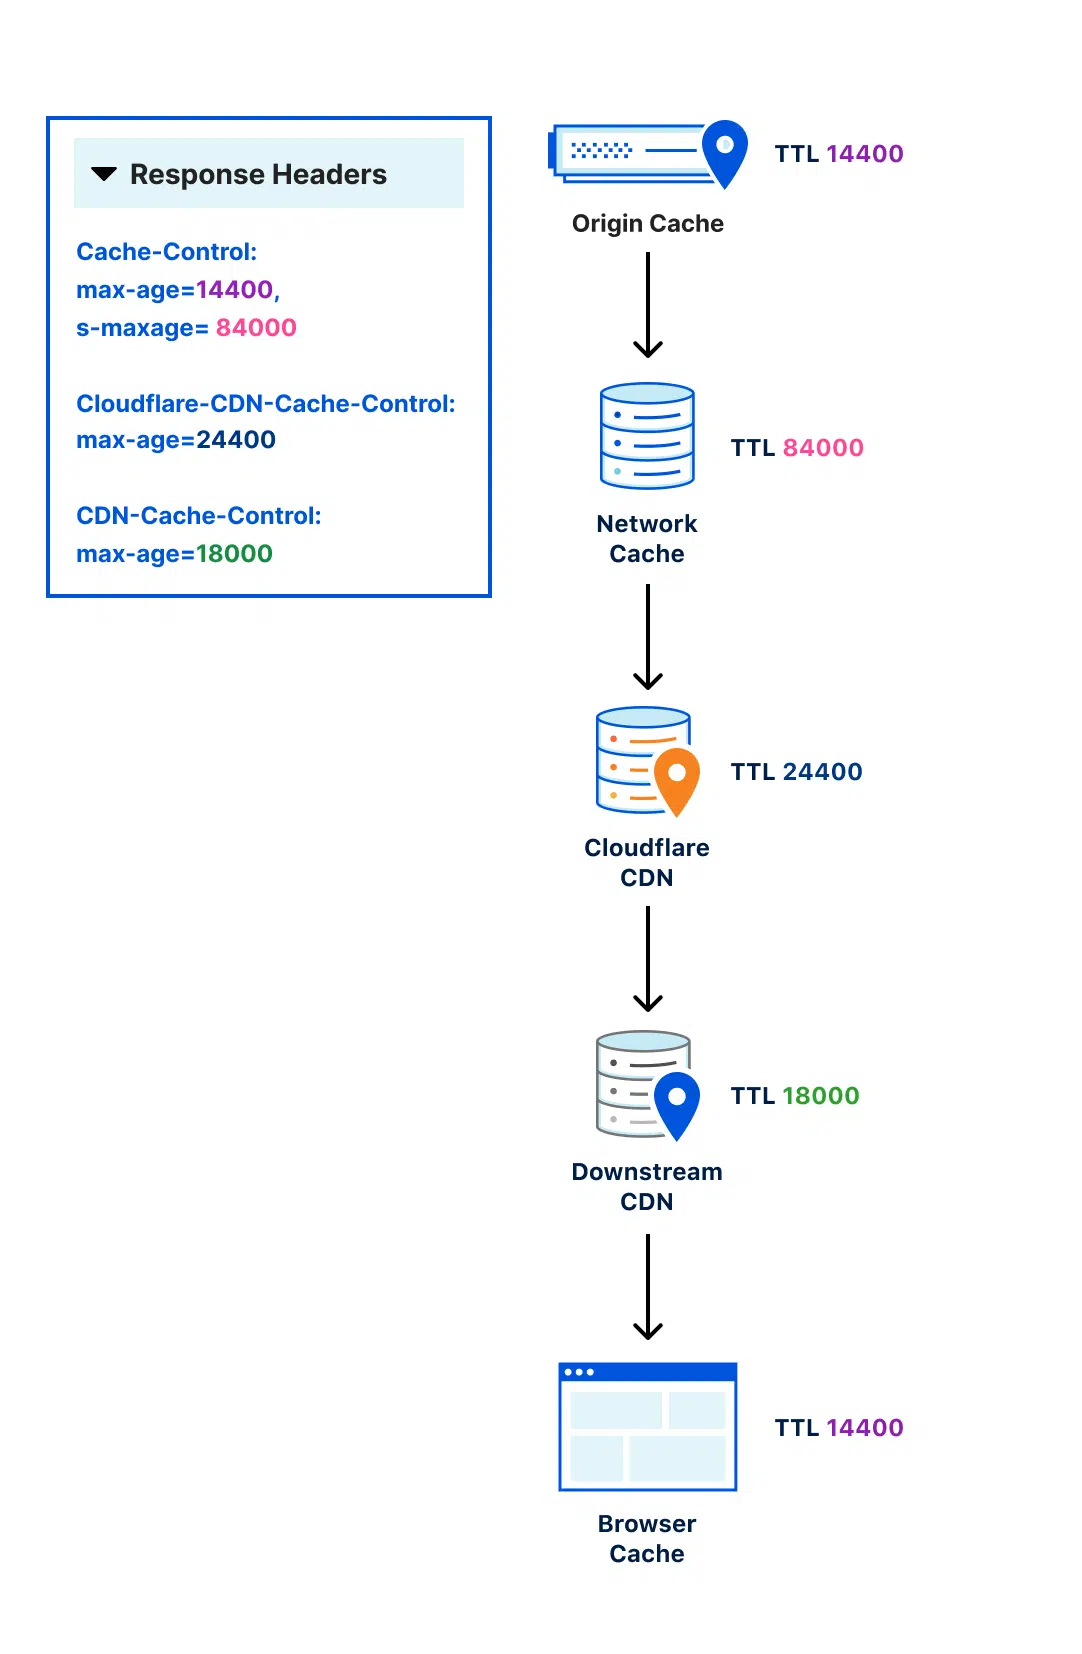 Response Headers
Cache-Control:
max-age=14400,
s-maxage= 84000
Cloudflare-CDN-Cache-Control:
max-age=24400
CDN-Cache-Control:
max-age=18000
TTL 14400
Origin Cache
TTL 84000
Network
Cache
TTL 24400
Cloudflare
CDN
TTL 18000
Downstream
CDN
TTL 14400
Browser
Cache